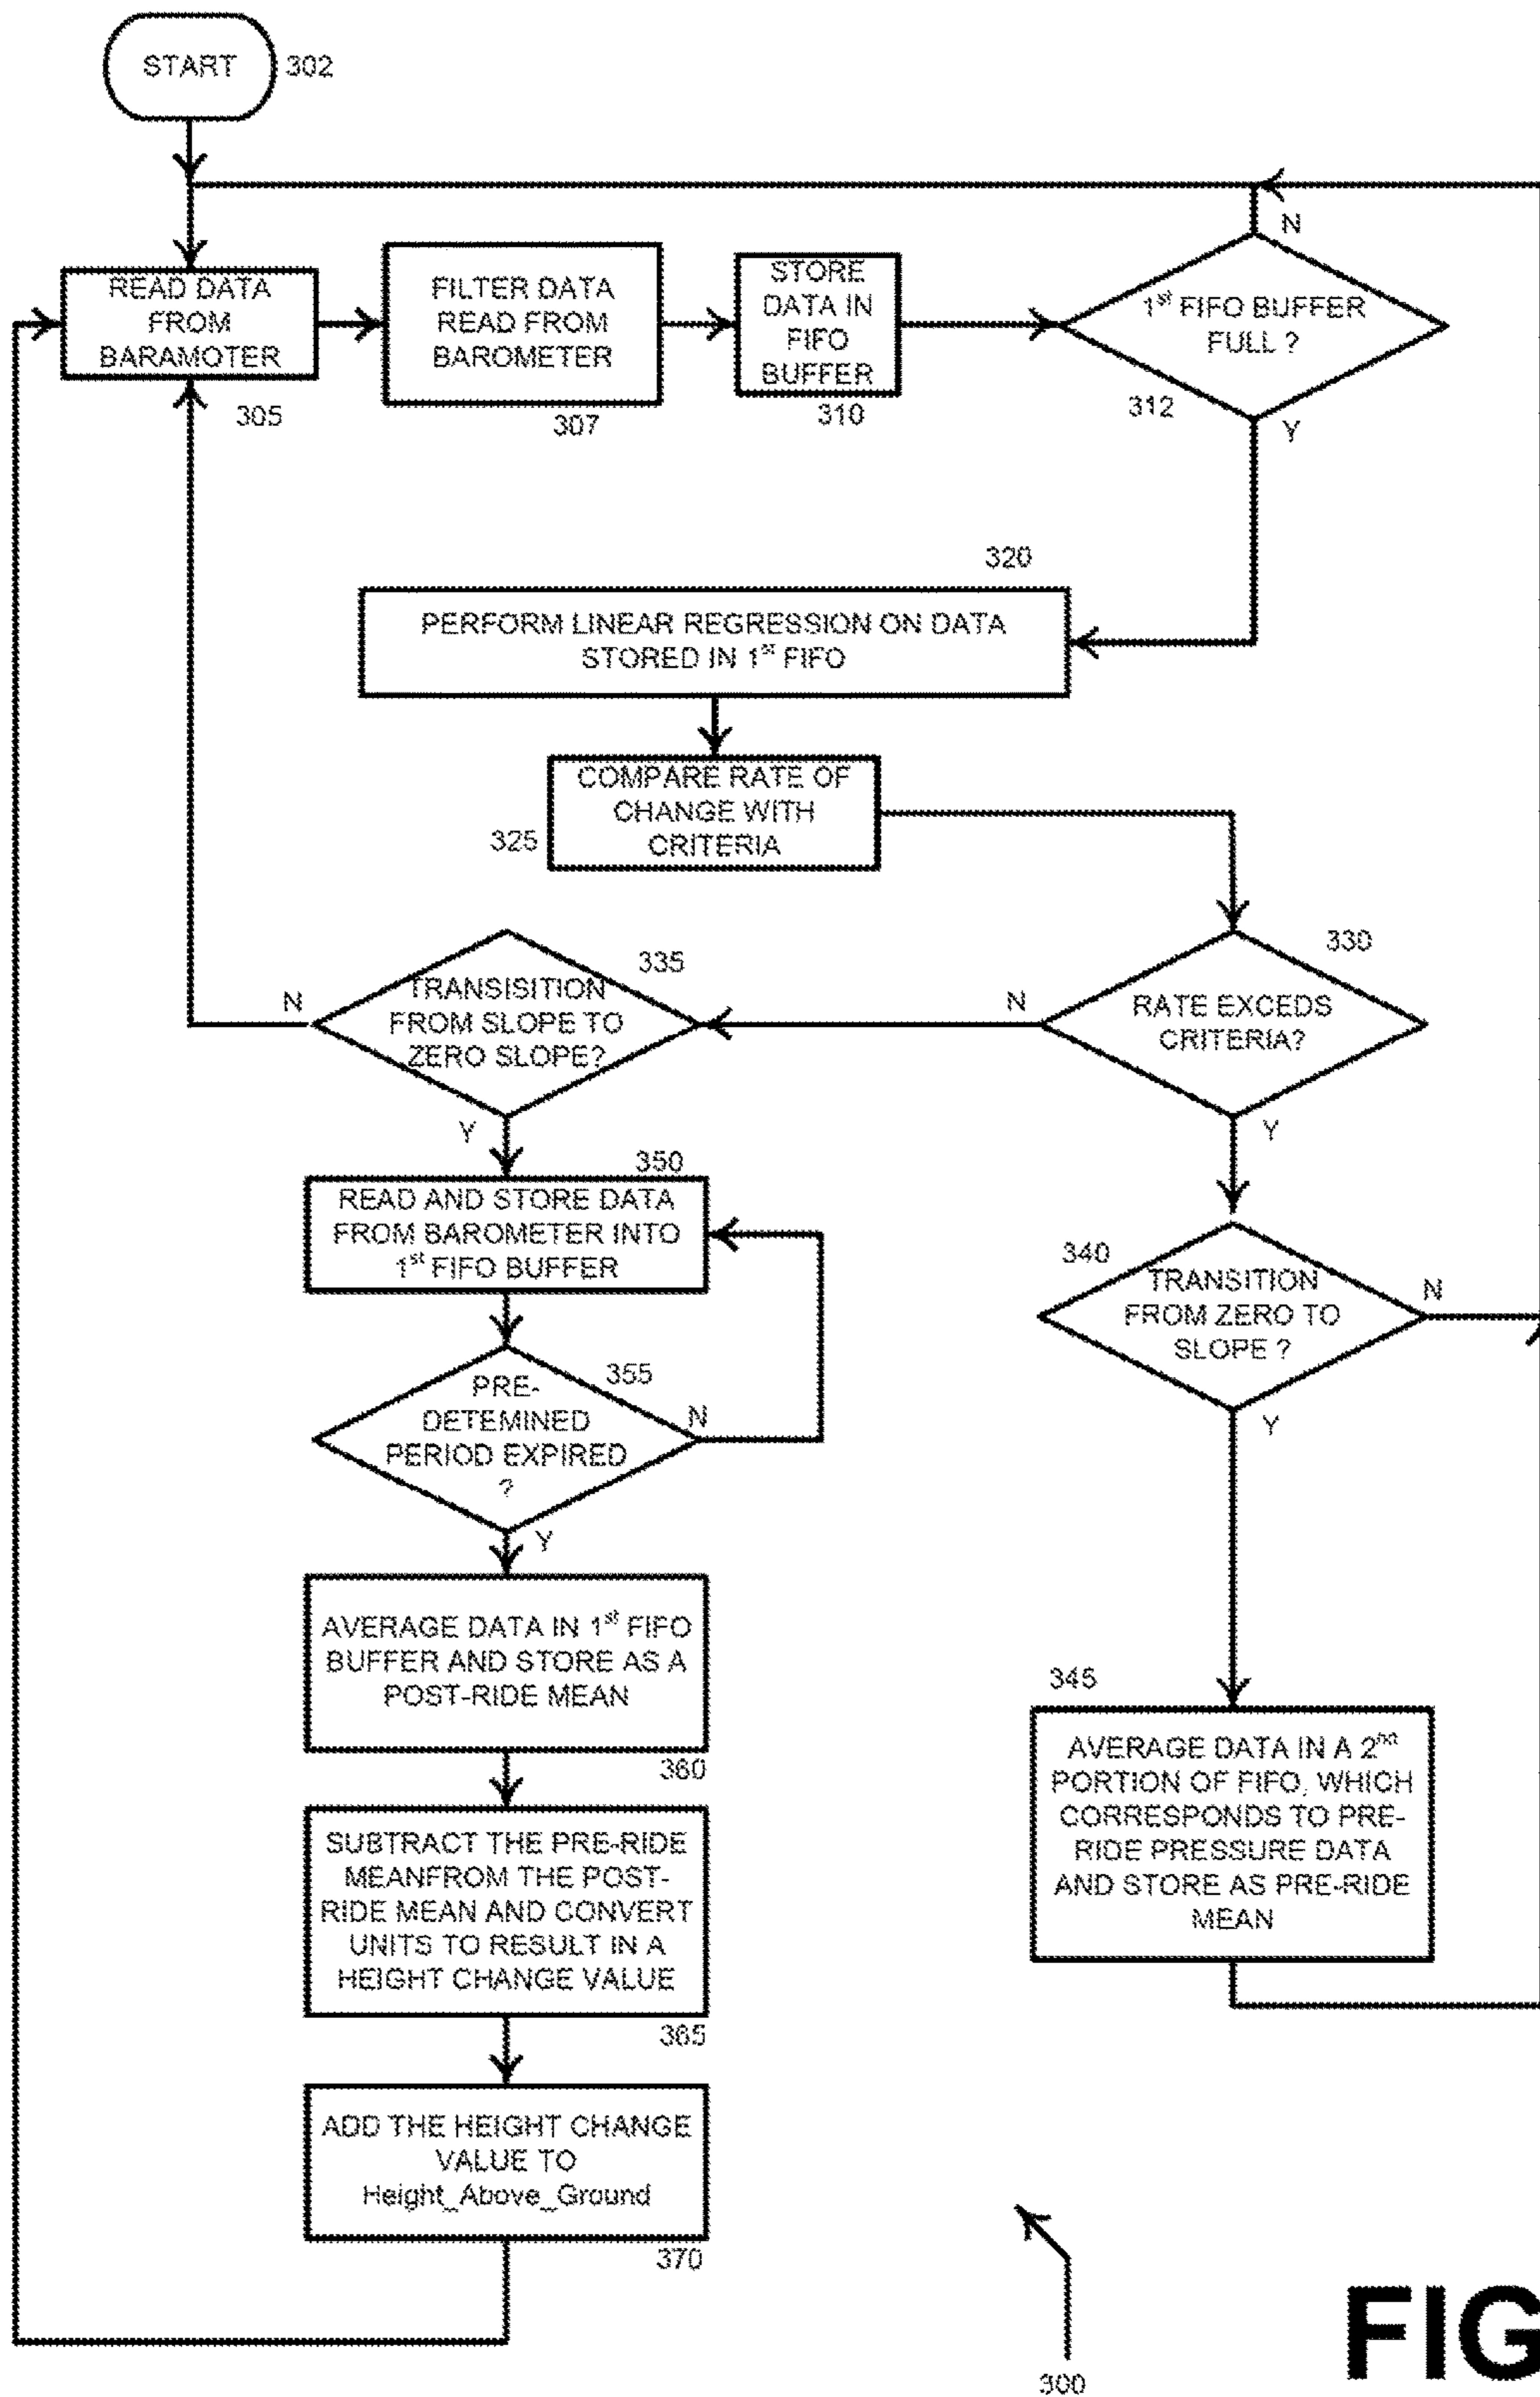 START
302
N
READ DATA
FROM
BARAMOTER
305
FILTER DATA
READ FROM
BAROMETER
307
STORE
DATA IN
FIFO
BUFFER
310
1st FIFO BUFFER
FULL ?
312
Y
320
PERFORM LINEAR REGRESSION ON DATA
STORED IN 1st FIFO
COMPARE RATE OF
CHANGE WITH
CRITERIA
325
330
RATE EXCEDS
CRITERIA?
N
Y
335
TRANSISITION
FROM SLOPE TO
ZERO SLOPE?
N
Y
350
READ AND STORE DATA
FROM BAROMETER INTO
1st FIFO BUFFER
340
TRANSITION
FROM ZERO TO
SLOPE ?
N
Y
355
PRE-
DETEMINED
PERIOD EXPIRED
?
N
Y
AVERAGE DATA IN 1st FIFO
BUFFER AND STORE AS A
POST-RIDE MEAN
360
345
AVERAGE DATA IN A 2nd
PORTION OF FIFO, WHICH
CORRESPONDS TO PRE-
RIDE PRESSURE DATA
AND STORE AS PRE-RIDE
MEAN
SUBTRACT THE PRE-RIDE
MEANFROM THE POST-
RIDE MEAN AND CONVERT
UNITS TO RESULT IN A
HEIGHT CHANGE VALUE
365
ADD THE HEIGHT CHANGE
VALUE TO
Height_Above_Ground
370
300
FIG